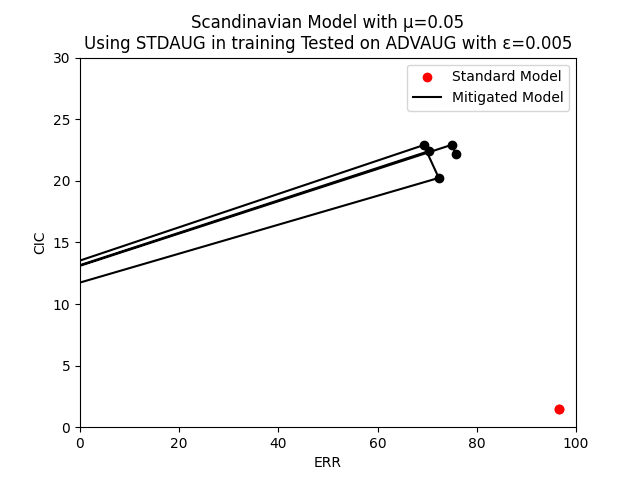 Scandinavian Model with μ=0.05
Using STDAUG in training Tested on ADVAUG with ε=0.005
Standard Model
Mitigated Model
30
25
20
15
10
5
0
CIC
0 20 40 60 80 100
ERR